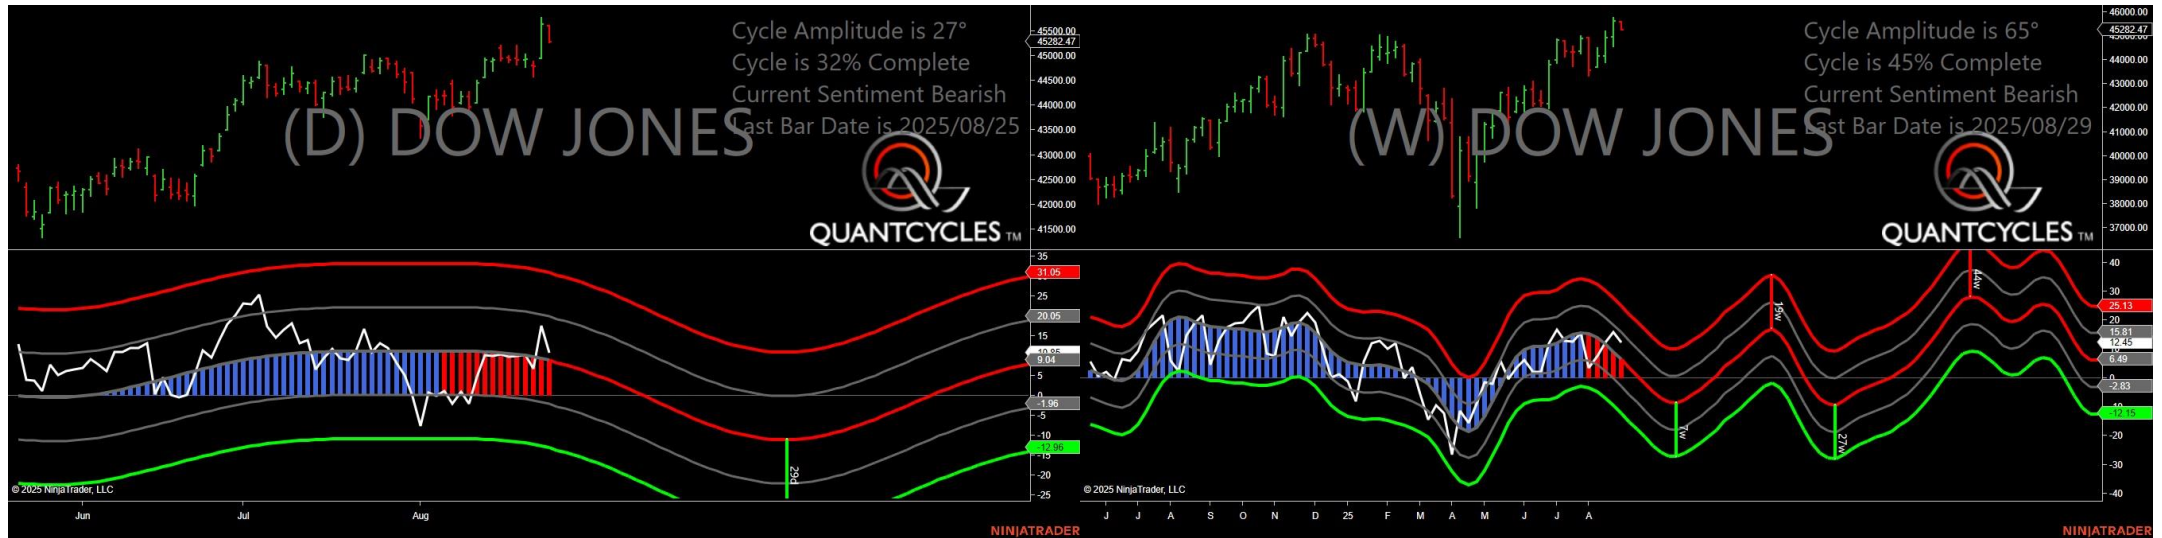 Cycle Amplitude is 27°
Cycle is 32% Complete
Current Sentiment Bearish
Last Bar Date is 2025/08/25
(D) DOW JONES
QUANTCYCLES TM
45500.00
45282.47
45000.00
44500.00
44000.00
43500.00
43000.00
42500.00
42000.00
41500.00
35
31.05
25
20.05
15
10.85
9.04
5
0
-1.96
-5
-10
-12.96
-15
-20
-25
29d
© 2025 NinjaTrader, LLC
Jun
Jul
Aug
NINJATRADER
Cycle Amplitude is 65°
Cycle is 45% Complete
Current Sentiment Bearish
Last Bar Date is 2025/08/29
(W) DOW JONES
QUANTCYCLES TM
46000.00
45282.47
44000.00
43000.00
42000.00
41000.00
40000.00
39000.00
38000.00
37000.00
40
30
25.13
20
15.81
12.45
6.49
0
-2.83
-10
-12.15
-20
-30
-40
7w
19w
27w
44w
© 2025 NinjaTrader, LLC
J
J
A
S
O
N
D
25
F
M
A
M
J
J
A
NINJATRADER